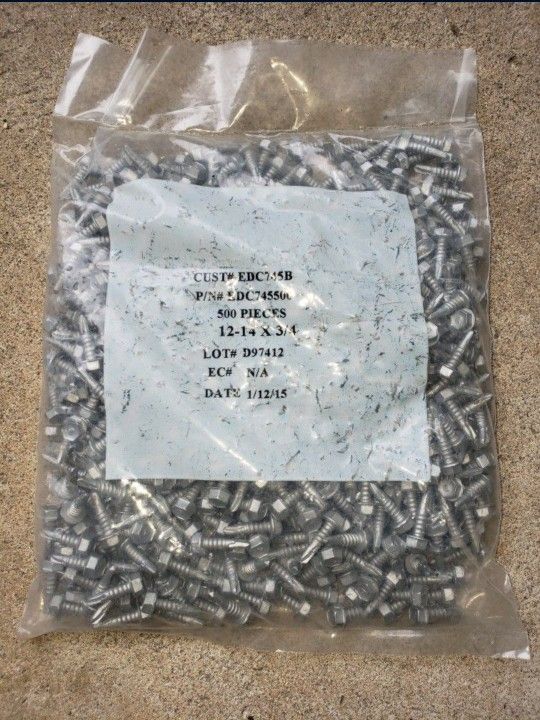 CUST# EDC745B
P/N# EDC745500
500 PIECES
12-14 X 3/4
LOT# D97412
EC# N/A
DATE 1/12/15